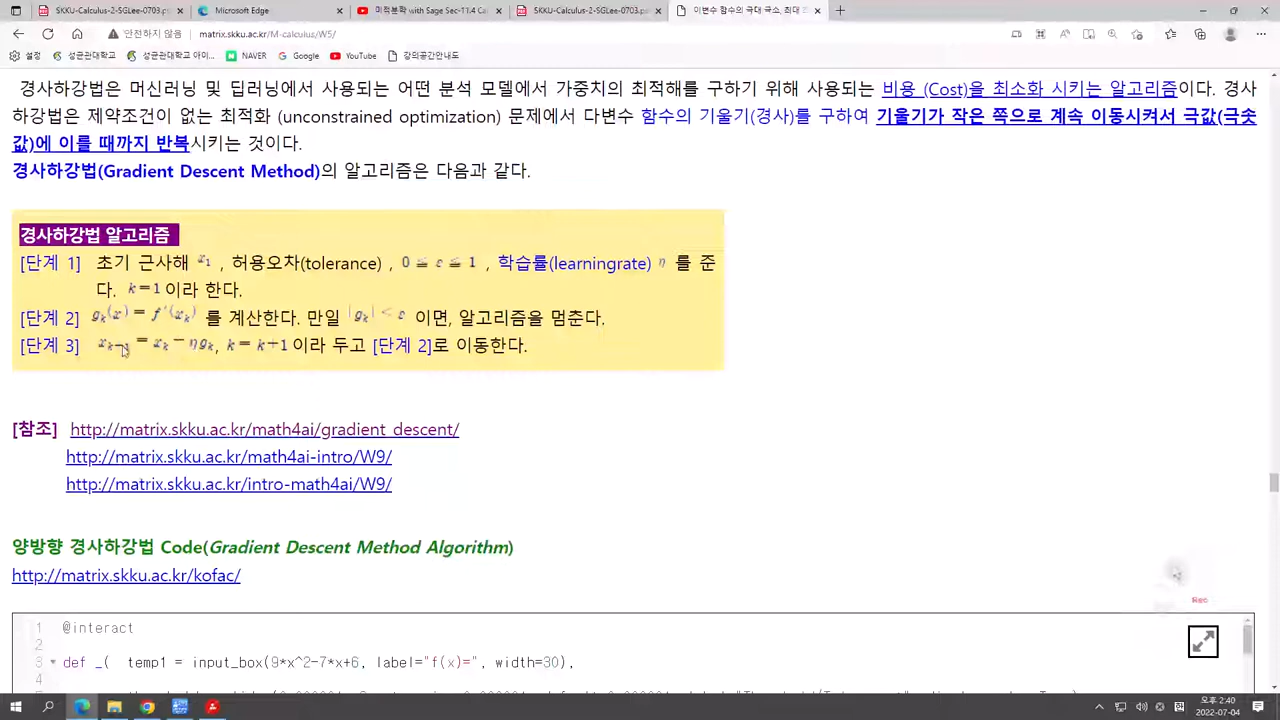 SKKU-Calculus-2-SGLee-0703.p
Microsoft Edge
미적분학 with Sage Sec-11.4 Ca
SKKU-Calculus-2-SGLee-0703.pd
이변수 함수의 극대 극소, 최대 최
안전하지 않음 matrix.skku.ac.kr/M-calculus/W5/
설정 성균관대학교 성균관대학교 아이... NAVER Google YouTube 강의공간안내도
경사하강법은 머신러닝 및 딥러닝에서 사용되는 어떤 분석 모델에서 가중치의 최적해를 구하기 위해 사용되는 비용 (Cost)을 최소화 시키는 알고리즘이다. 경사
하강법은 제약조건이 없는 최적화 (unconstrained optimization) 문제에서 다변수 함수의 기울기(경사)를 구하여 기울기가 작은 쪽으로 계속 이동시켜서 극값(극솟
값)에 이를 때까지 반복시키는 것이다.
경사하강법(Gradient Descent Method)의 알고리즘은 다음과 같다.
경사하강법 알고리즘
[단계 1] 초기 근사해 x₁ , 허용오차(tolerance) , 0 ≦ ε ≦ 1 , 학습률(learningrate) η 를 준
다. k=1 이라 한다.
[단계 2] gₖ(x) = f′(xₖ) 를 계산한다. 만일 |gₖ| < ε 이면, 알고리즘을 멈춘다.
[단계 3] = xₖ − ηgₖ, k = k+1 이라 두고 [단계 2]로 이동한다.
[참조] http://matrix.skku.ac.kr/math4ai/gradient_descent/
http://matrix.skku.ac.kr/math4ai-intro/W9/
http://matrix.skku.ac.kr/intro-math4ai/W9/
양방향 경사하강법 Code(Gradient Descent Method Algorithm)
http://matrix.skku.ac.kr/kofac/
Rec
1 @interact
2
3 def _( temp1 = input_box(9*x^2-7*x+6, label="f(x)=", width=30),
오후 2:40
2022-07-04